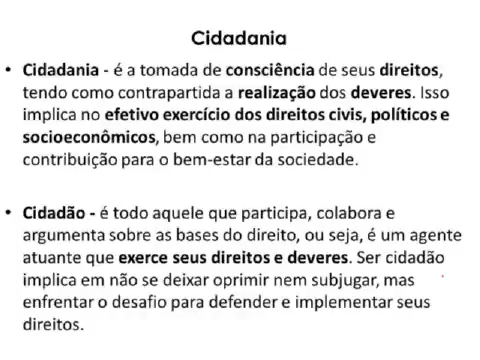 Cidadania
• Cidadania - é a tomada de consciência de seus direitos,
tendo como contrapartida a realização dos deveres. Isso
implica no efetivo exercício dos direitos civis, políticos e
socioeconômicos, bem como na participação e
contribuição para o bem-estar da sociedade.
• Cidadão - é todo aquele que participa, colabora e
argumenta sobre as bases do direito, ou seja, é um agente
atuante que exerce seus direitos e deveres. Ser cidadão
implica em não se deixar oprimir nem subjugar, mas
enfrentar o desafio para defender e implementar seus
direitos.